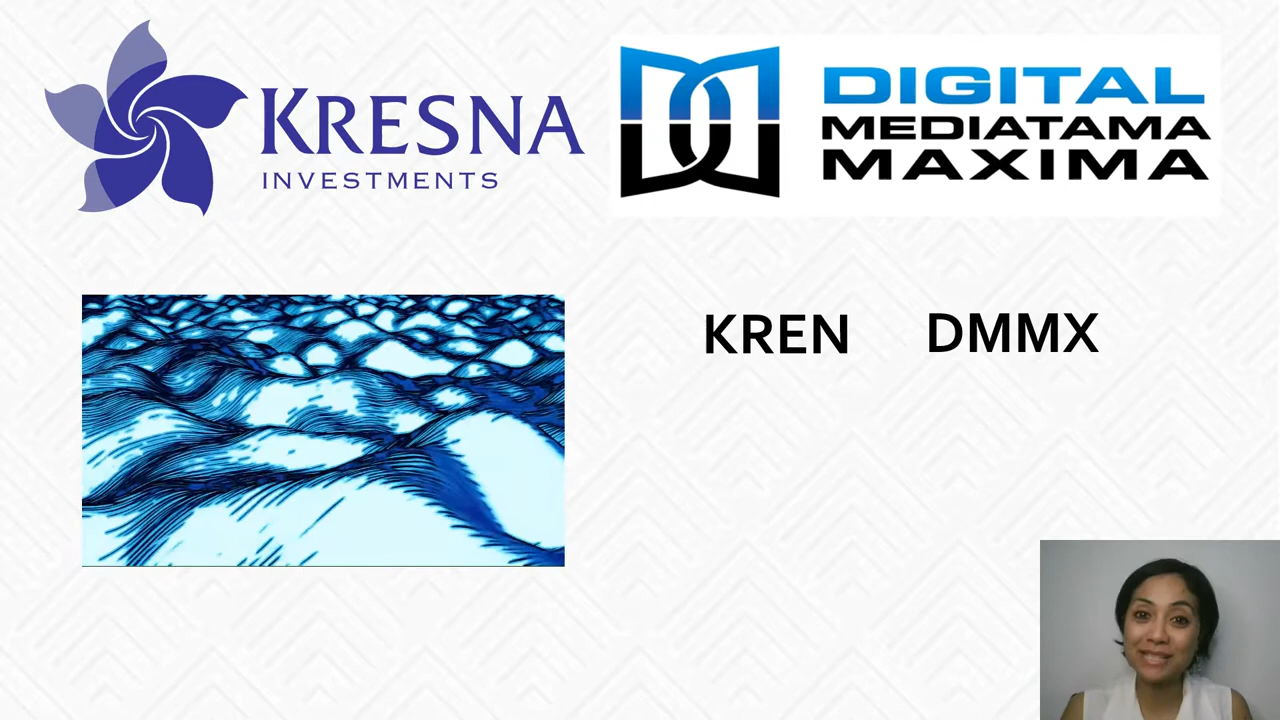 KRESNA
INVESTMENTS
DIGITAL
MEDIATAMA
MAXIMA
KREN DMMX